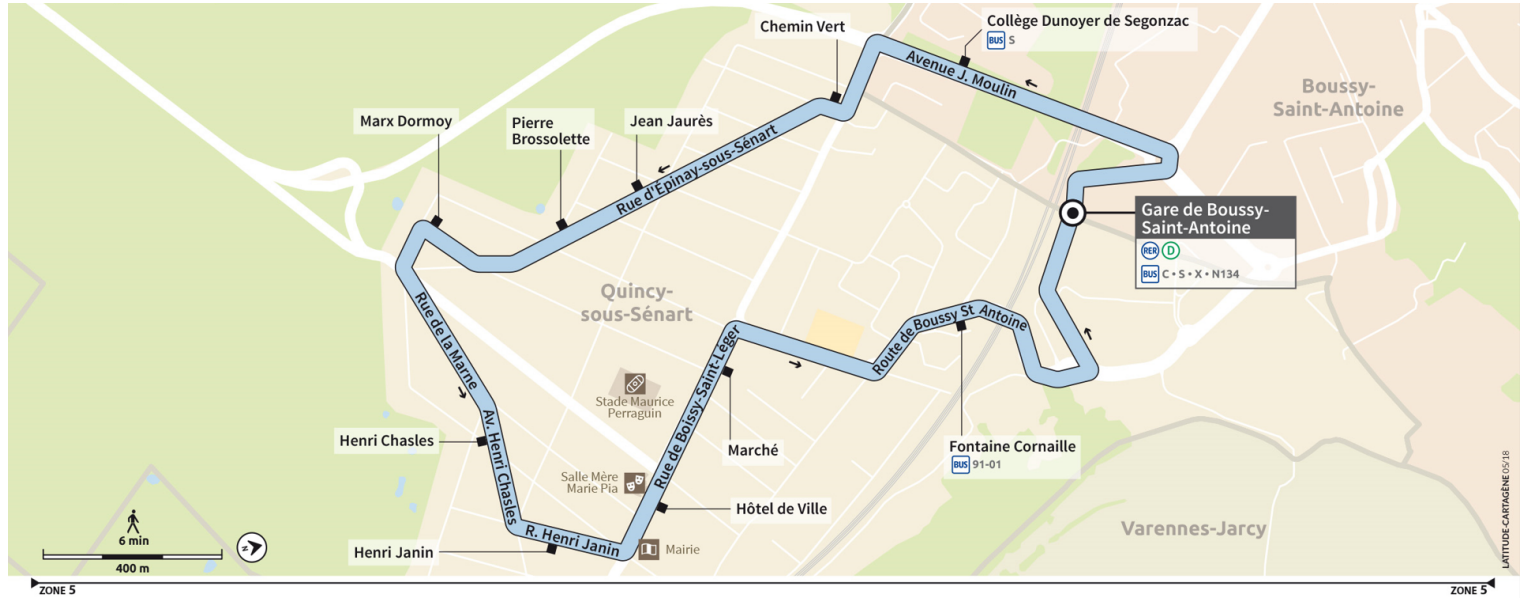 Chemin Vert
Collège Dunoyer de Segonzac
BUS S
Avenue J. Moulin
Boussy-
Saint-Antoine
Marx Dormoy
Pierre
Brossolette
Jean Jaurès
Rue d'Épinay-sous-Sénart
Gare de Boussy-
Saint-Antoine
RER D
BUS C • S • X • N134
Quincy-
sous-Sénart
Rue de la Marne
Route de Boussy St Antoine
Rue de Boissy-Saint-Léger
Stade Maurice
Perraguin
Henri Chasles
Av. Henri Chasles
Marché
Fontaine Cornaille
BUS 91-01
Salle Mère
Marie Pia
Hôtel de Ville
Varennes-Jarcy
R. Henri Janin
Henri Janin
Mairie
6 min
400 m
N
LATITUDE-CARTAGÈNE 05/18
ZONE 5
ZONE 5